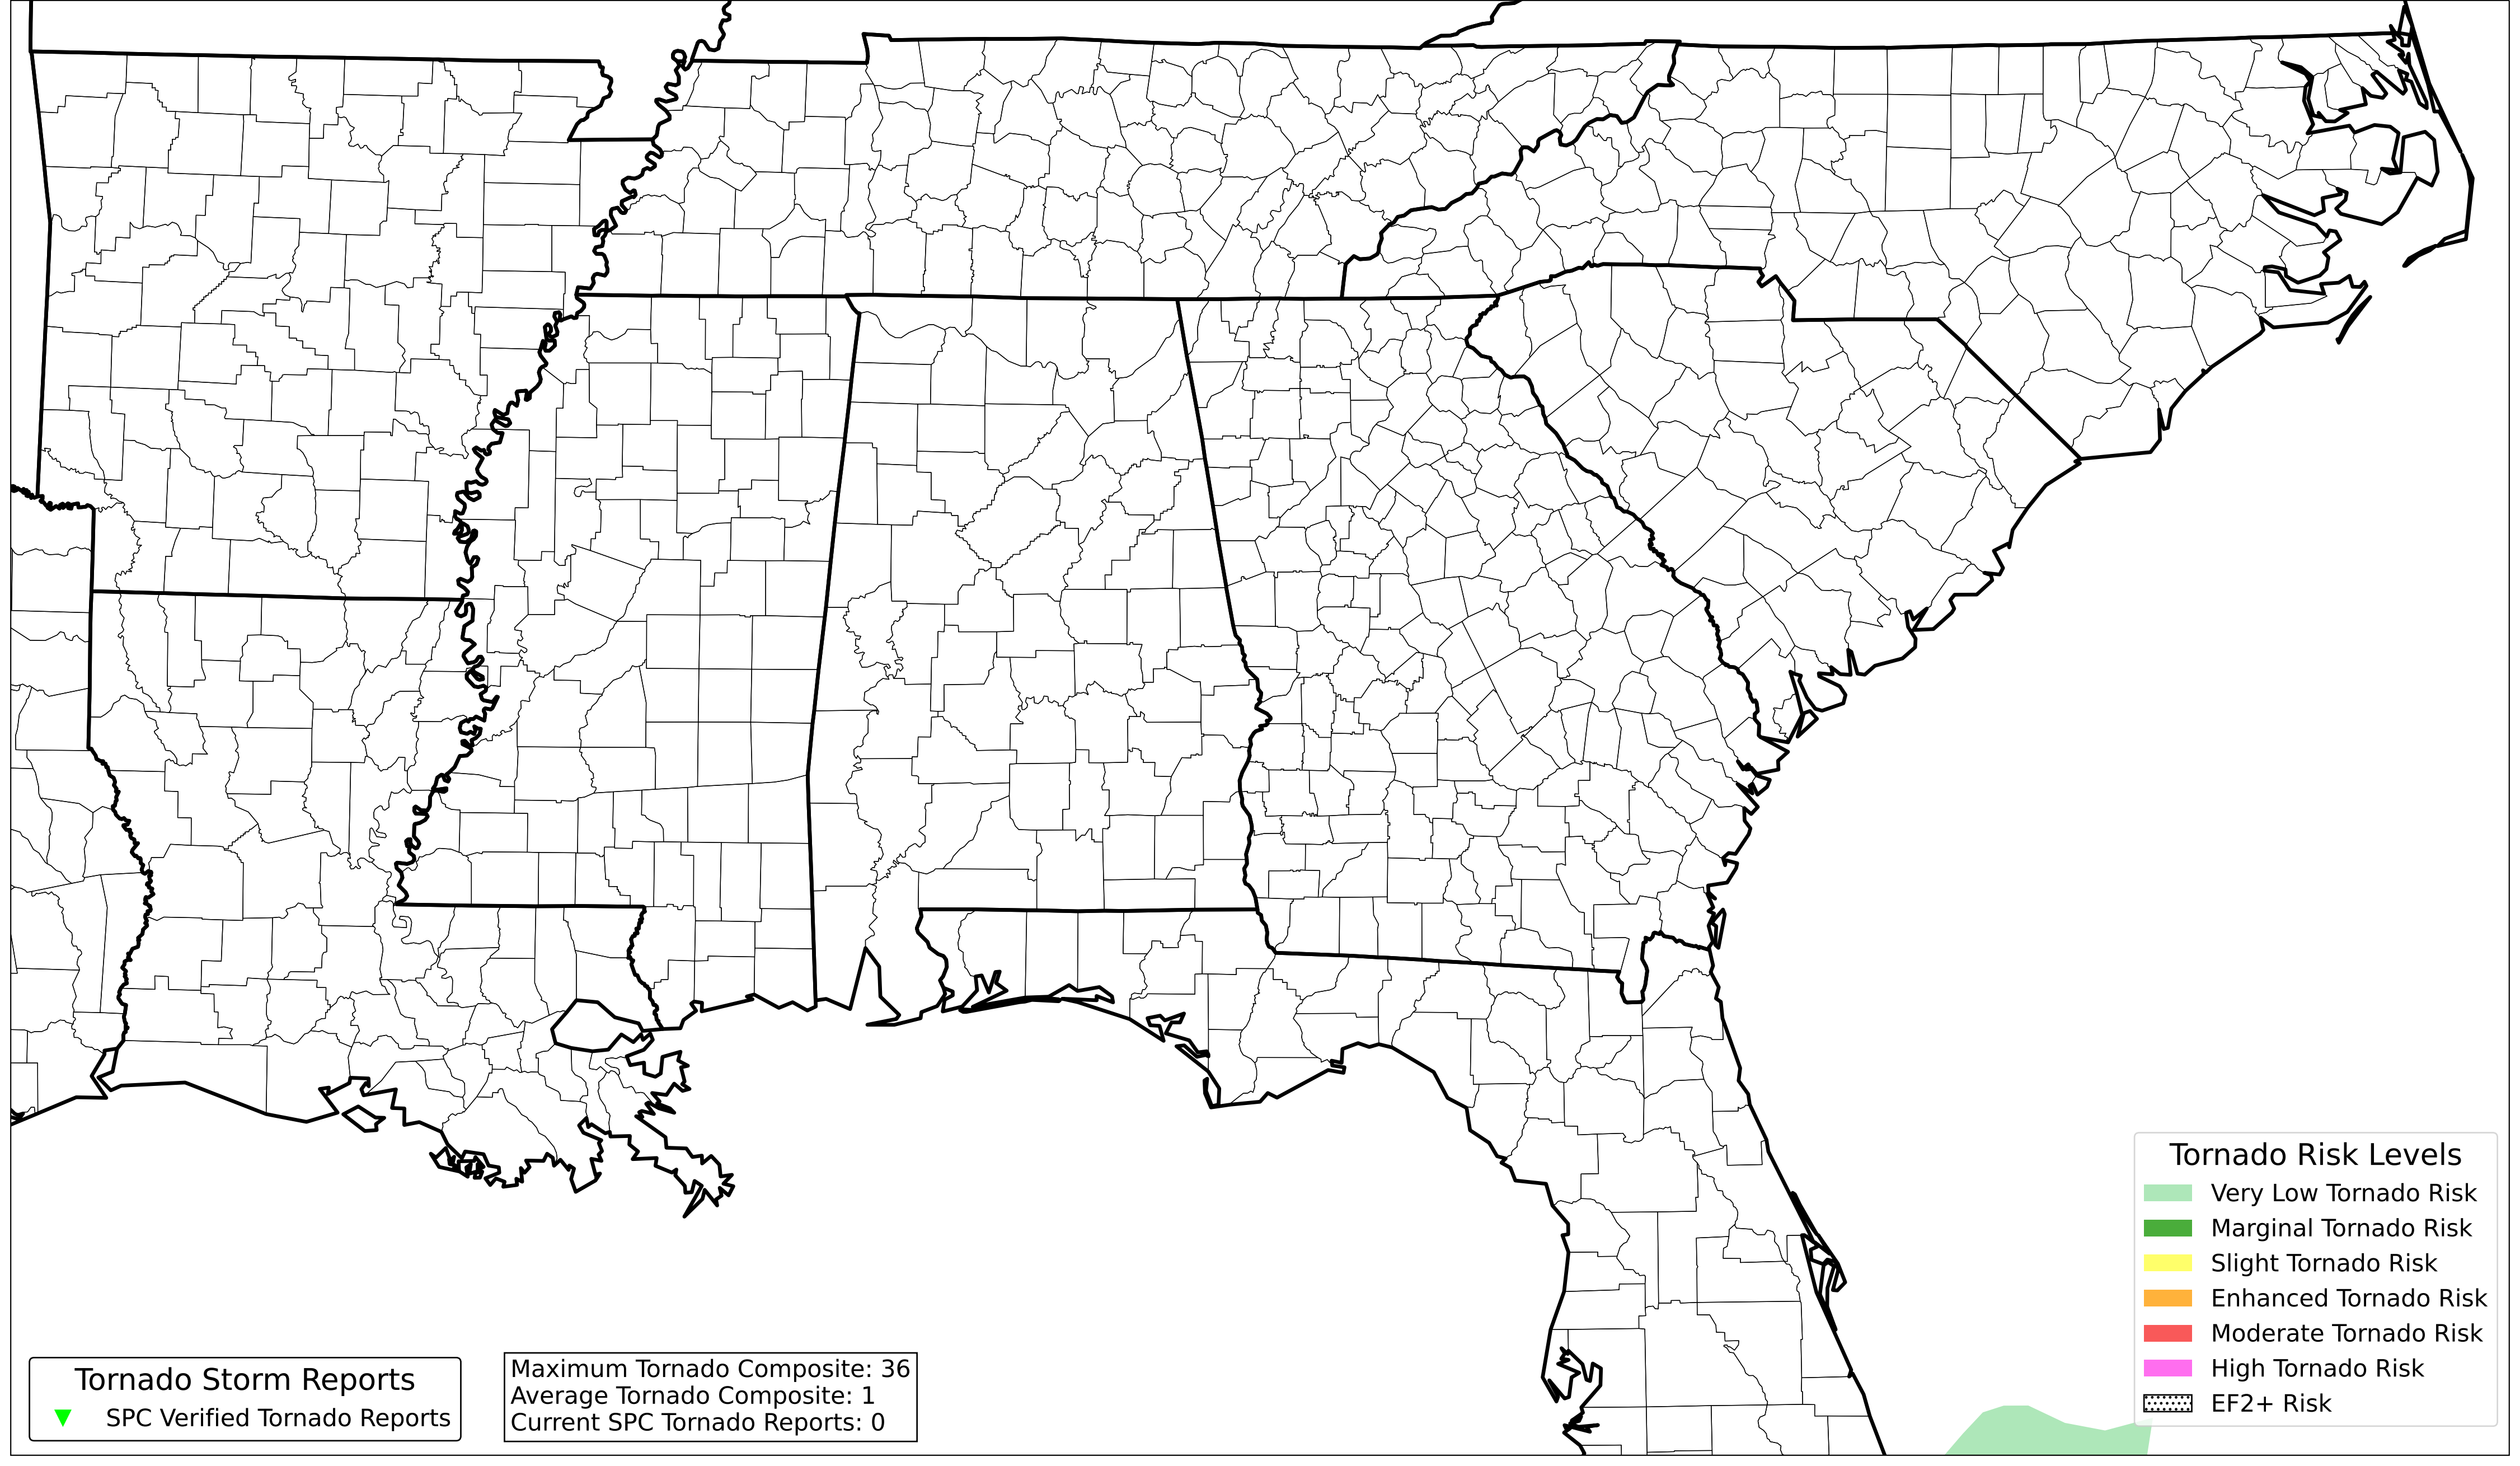 Tornado Risk Levels
Very Low Tornado Risk
Marginal Tornado Risk
Slight Tornado Risk
Enhanced Tornado Risk
Moderate Tornado Risk
High Tornado Risk
EF2+ Risk
Tornado Storm Reports
SPC Verified Tornado Reports
Maximum Tornado Composite: 36
Average Tornado Composite: 1
Current SPC Tornado Reports: 0